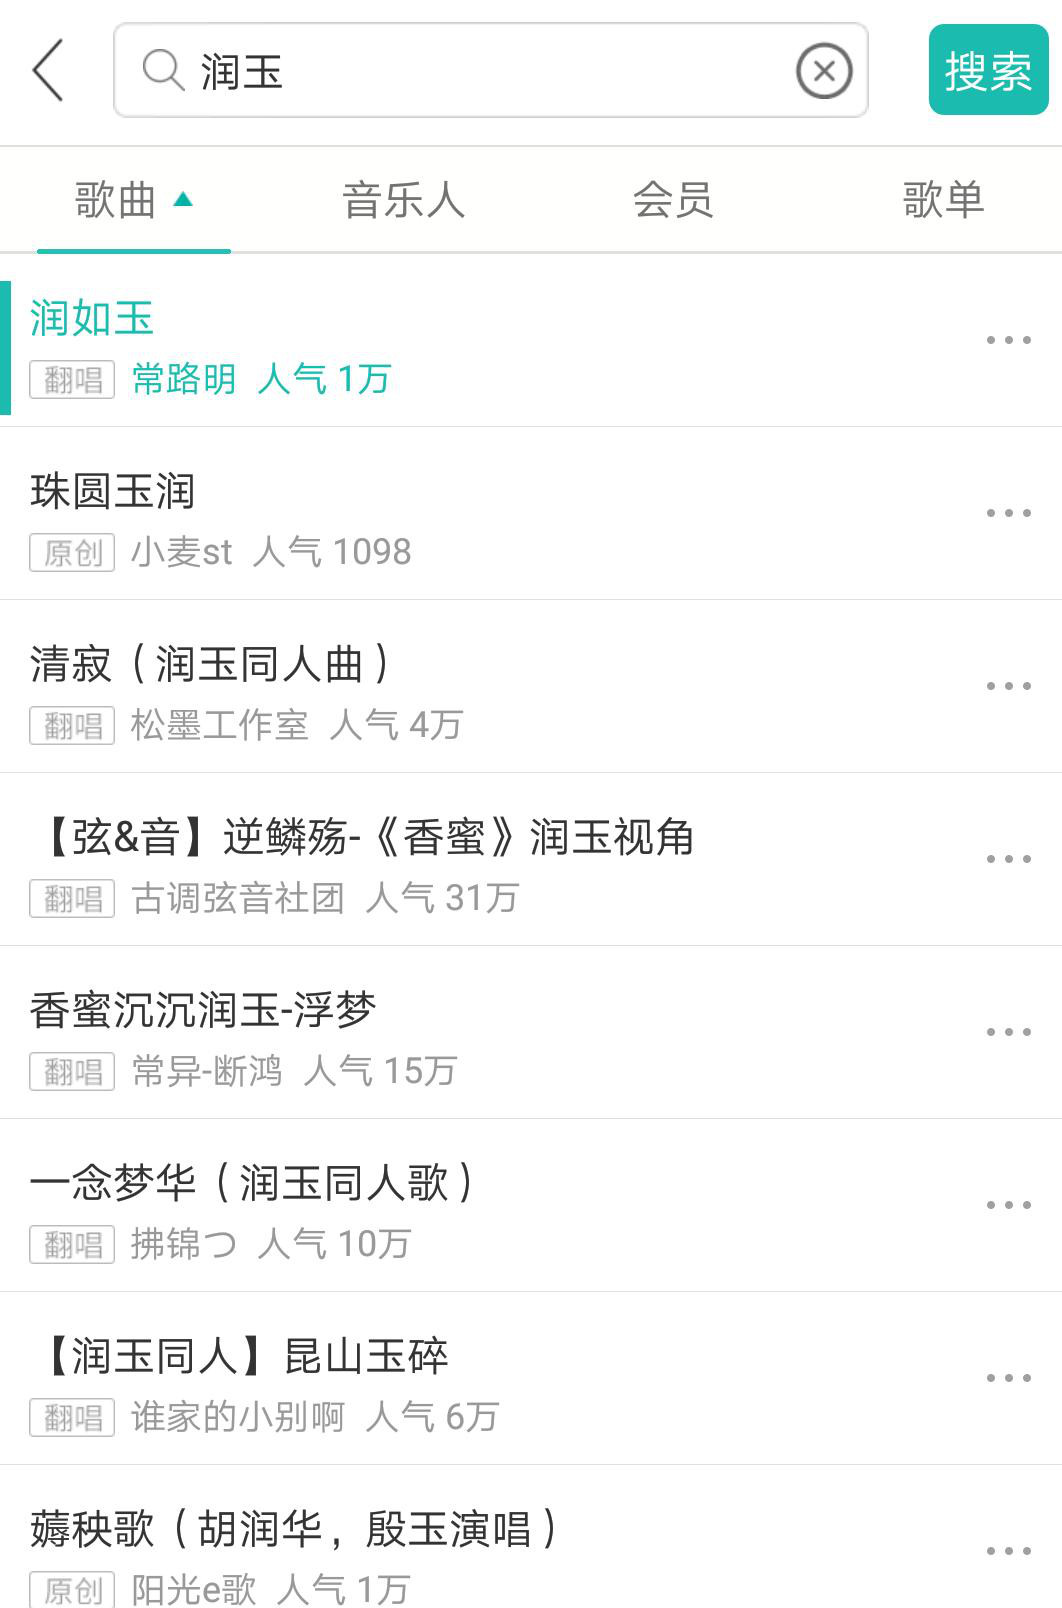 润玉
搜索
歌曲 音乐人 会员 歌单
润如玉
翻唱 常路明 人气 1万
珠圆玉润
原创 小麦st 人气 1098
清寂（润玉同人曲）
翻唱 松墨工作室 人气 4万
【弦&音】逆鳞殇-《香蜜》润玉视角
翻唱 古调弦音社团 人气 31万
香蜜沉沉润玉-浮梦
翻唱 常异-断鸿 人气 15万
一念梦华（润玉同人歌）
翻唱 拂锦つ 人气 10万
【润玉同人】昆山玉碎
翻唱 谁家的小别啊 人气 6万
薅秧歌（胡润华，殷玉演唱）
原创 阳光e歌 人气 1万